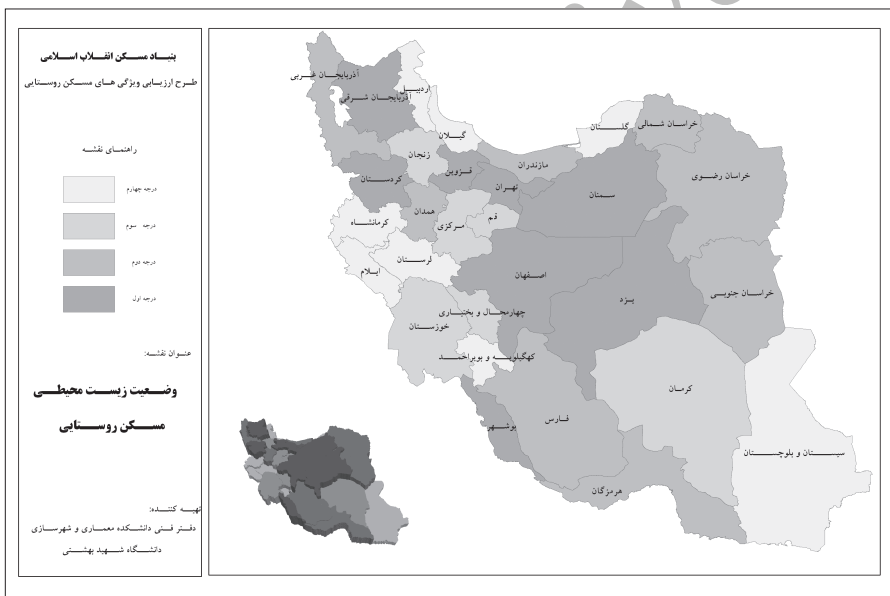 بنیاد مسکن انقلاب اسلامی
طرح ارزیابی ویژگی های مسکن روستایی
راهنمای نقشه
درجه چهارم
درجه سوم
درجه دوم
درجه اول
عنوان نقشه:
وضعیت زیست محیطی
مسکن روستایی
تهیه کننده:
دفتر فنی دانشکده معماری و شهرسازی
دانشگاه شهید بهشتی
آذربایجان غربی
اردبیل
آذربایجان شرقی
گیلان
گلستان
خراسان شمالی
زنجان
مازندران
قزوین
تهران
خراسان رضوی
کردستان
سمنان
همدان
قم
کرمانشاه
مرکزی
لرستان
ایلام
اصفهان
خراسان جنوبی
یزد
چهارمحال و بختیاری
خوزستان
کهگیلویه و بویراحمد
کرمان
فارس
بوشهر
سیستان و بلوچستان
هرمزگان